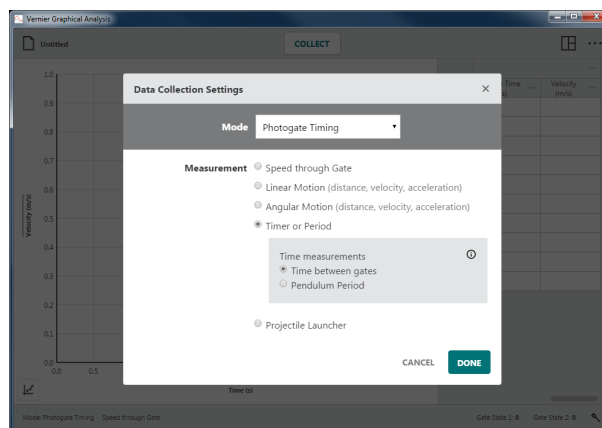 Vernier Graphical Analysis
Untitled
COLLECT
1.0
0.9
0.8
0.7
0.6
0.5
0.4
0.3
0.2
0.1
0.0
Velocity (m/s)
0.0 0.5
Time (s)
Time
s)
Velocity
(m/s)
Data Collection Settings
Mode Photogate Timing
Measurement Speed through Gate
Linear Motion (distance, velocity, acceleration)
Angular Motion (distance, velocity, acceleration)
Timer or Period
Time measurements
Time between gates
Pendulum Period
Projectile Launcher
CANCEL DONE
Mode: Photogate Timing Speed through Gate Gate State 1: 0 Gate State 2: 0